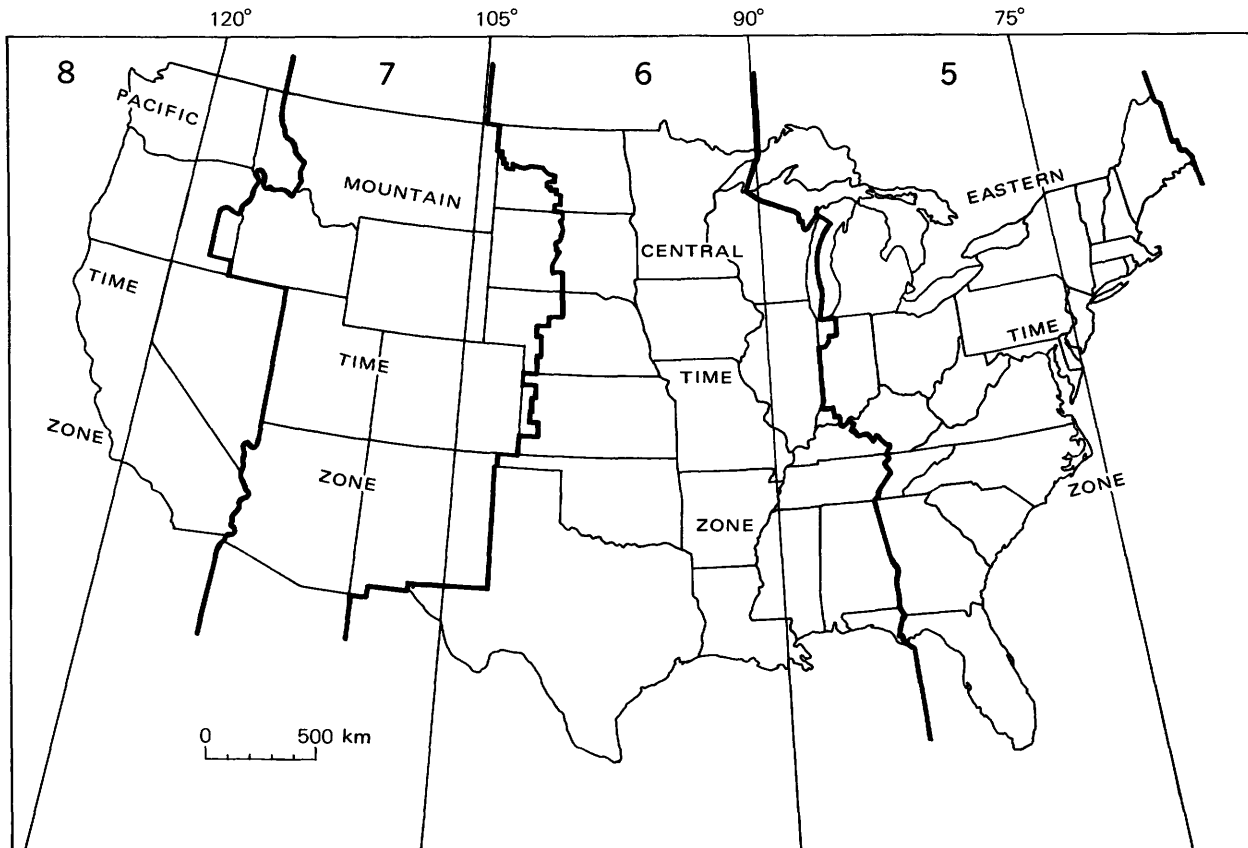 120° 105° 90° 75°
8 7 6 5
PACIFIC
MOUNTAIN
EASTERN
CENTRAL
TIME
TIME
TIME
TIME
ZONE
ZONE
ZONE
ZONE
0 500 km